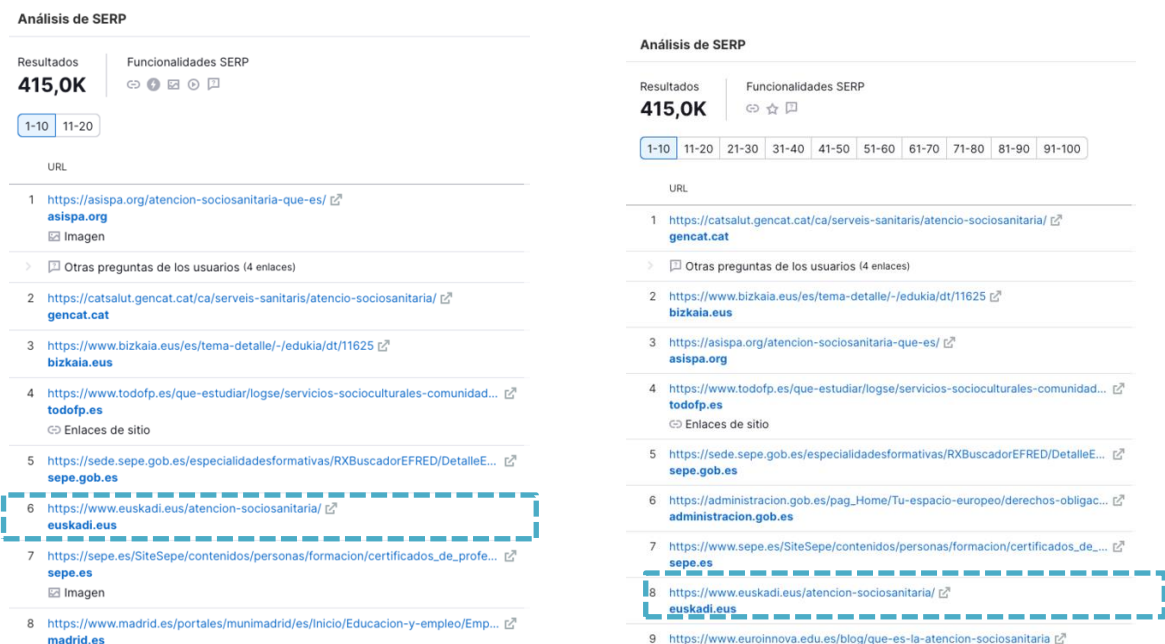 Análisis de SERP
Resultados
Funcionalidades SERP
415,0K
1-10
11-20
URL
1 https://asispa.org/atencion-sociosanitaria-que-es/
asispa.org
Imagen
Otras preguntas de los usuarios (4 enlaces)
2 https://catsalut.gencat.cat/ca/serveis-sanitaris/atencio-sociosanitaria/
gencat.cat
3 https://www.bizkaia.eus/es/tema-detalle/-/edukia/dt/11625
bizkaia.eus
4 https://www.todofp.es/que-estudiar/logse/servicios-socioculturales-comunidad...
todofp.es
Enlaces de sitio
5 https://sede.sepe.gob.es/especialidadesformativas/RXBuscadorEFRED/DetalleE...
sepe.gob.es
6 https://www.euskadi.eus/atencion-sociosanitaria/
euskadi.eus
7 https://sepe.es/SiteSepe/contenidos/personas/formacion/certificados_de_profe...
sepe.es
Imagen
8 https://www.madrid.es/portales/munimadrid/es/Inicio/Educacion-y-empleo/Emp...
madrid.es
Análisis de SERP
Resultados
Funcionalidades SERP
415,0K
1-10
11-20
21-30
31-40
41-50
51-60
61-70
71-80
81-90
91-100
URL
1 https://catsalut.gencat.cat/ca/serveis-sanitaris/atencio-sociosanitaria/
gencat.cat
Otras preguntas de los usuarios (4 enlaces)
2 https://www.bizkaia.eus/es/tema-detalle/-/edukia/dt/11625
bizkaia.eus
3 https://asispa.org/atencion-sociosanitaria-que-es/
asispa.org
4 https://www.todofp.es/que-estudiar/logse/servicios-socioculturales-comunidad...
todofp.es
Enlaces de sitio
5 https://sede.sepe.gob.es/especialidadesformativas/RXBuscadorEFRED/DetalleE...
sepe.gob.es
6 https://administracion.gob.es/pag_Home/Tu-espacio-europeo/derechos-obligac...
administracion.gob.es
7 https://www.sepe.es/SiteSepe/contenidos/personas/formacion/certificados_de_...
sepe.es
8 https://www.euskadi.eus/atencion-sociosanitaria/
euskadi.eus
9 https://www.euroinnova.edu.es/blog/que-es-la-atencion-sociosanitaria